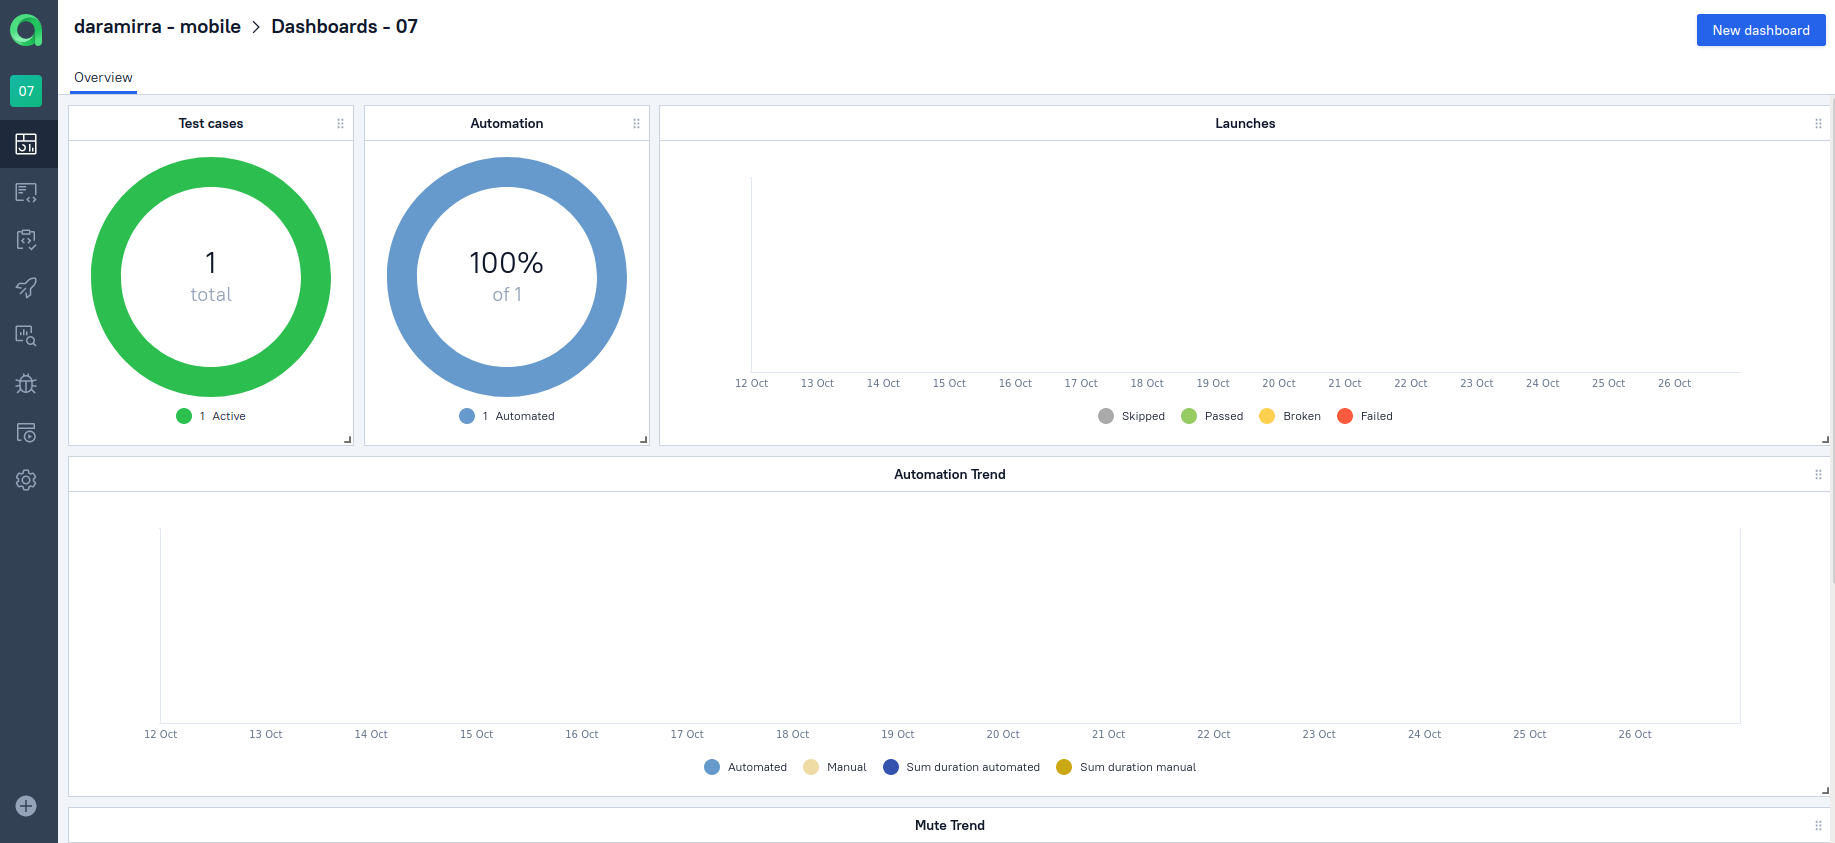 daramirra - mobile > Dashboards - 07
New dashboard
07
Overview
Test cases
Automation
Launches
1
total
100%
of 1
1 Active
1 Automated
12 Oct 13 Oct 14 Oct 15 Oct 16 Oct 17 Oct 18 Oct 19 Oct 20 Oct 21 Oct 22 Oct 23 Oct 24 Oct 25 Oct 26 Oct
Skipped Passed Broken Failed
Automation Trend
12 Oct 13 Oct 14 Oct 15 Oct 16 Oct 17 Oct 18 Oct 19 Oct 20 Oct 21 Oct 22 Oct 23 Oct 24 Oct 25 Oct 26 Oct
Automated Manual Sum duration automated Sum duration manual
Mute Trend